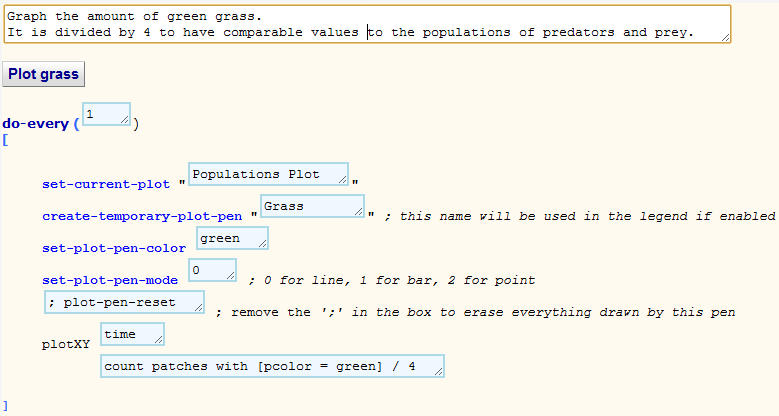 Graph the amount of green grass.
It is divided by 4 to have comparable values to the populations of predators and prey.
Plot grass
do-every ( 1 )
[
set-current-plot " Populations Plot "
create-temporary-plot-pen " Grass " ; this name will be used in the legend if enabled
set-plot-pen-color green
set-plot-pen-mode 0 ; 0 for line, 1 for bar, 2 for point
; plot-pen-reset ; remove the ';' in the box to erase everything drawn by this pen
plotXY time
count patches with [pcolor = green] / 4
]